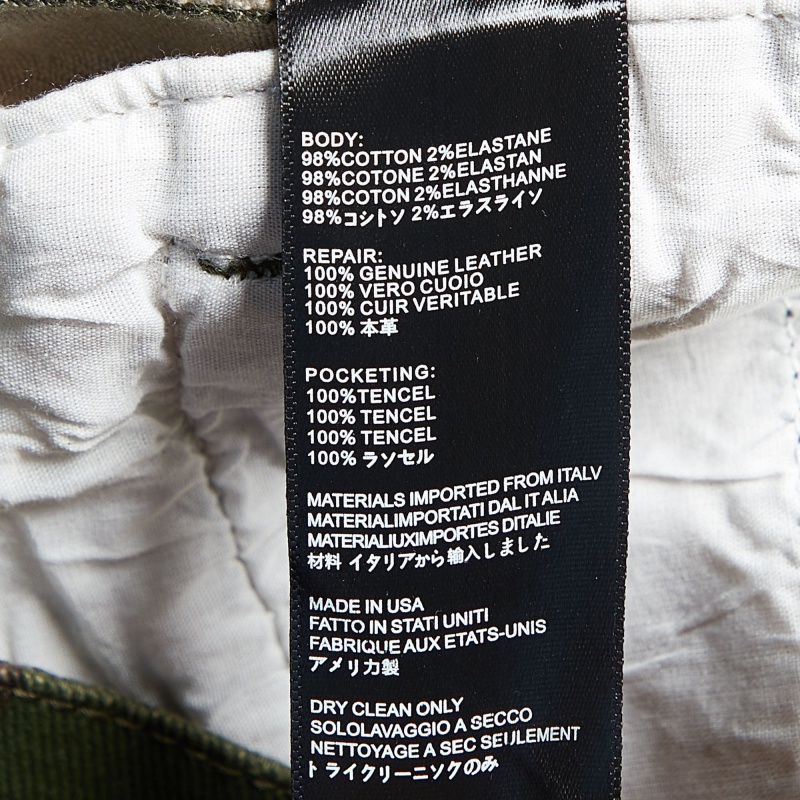 BODY:
98%COTTON 2%ELASTANE
98%COTONE 2%ELASTAN
98%COTON 2%ELASTHANNE
98%コシトソ 2%エラスライソ
REPAIR:
100% GENUINE LEATHER
100% VERO CUOIO
100% CUIR VERITABLE
100% 本革
POCKETING:
100%TENCEL
100% TENCEL
100% TENCEL
100% ラソセル
MATERIALS IMPORTED FROM ITALV
MATERIALIMPORTATI DAL IT ALIA
MATERIALIUXIMPORTES DITALIE
材料 イタリアから輸入しました
MADE IN USA
FATTO IN STATI UNITI
FABRIQUE AUX ETATS-UNIS
アメリカ製
DRY CLEAN ONLY
SOLOLAVAGGIO A SECCO
NETTOYAGE A SEC SEULEMENT
トライクリーニソクのみ